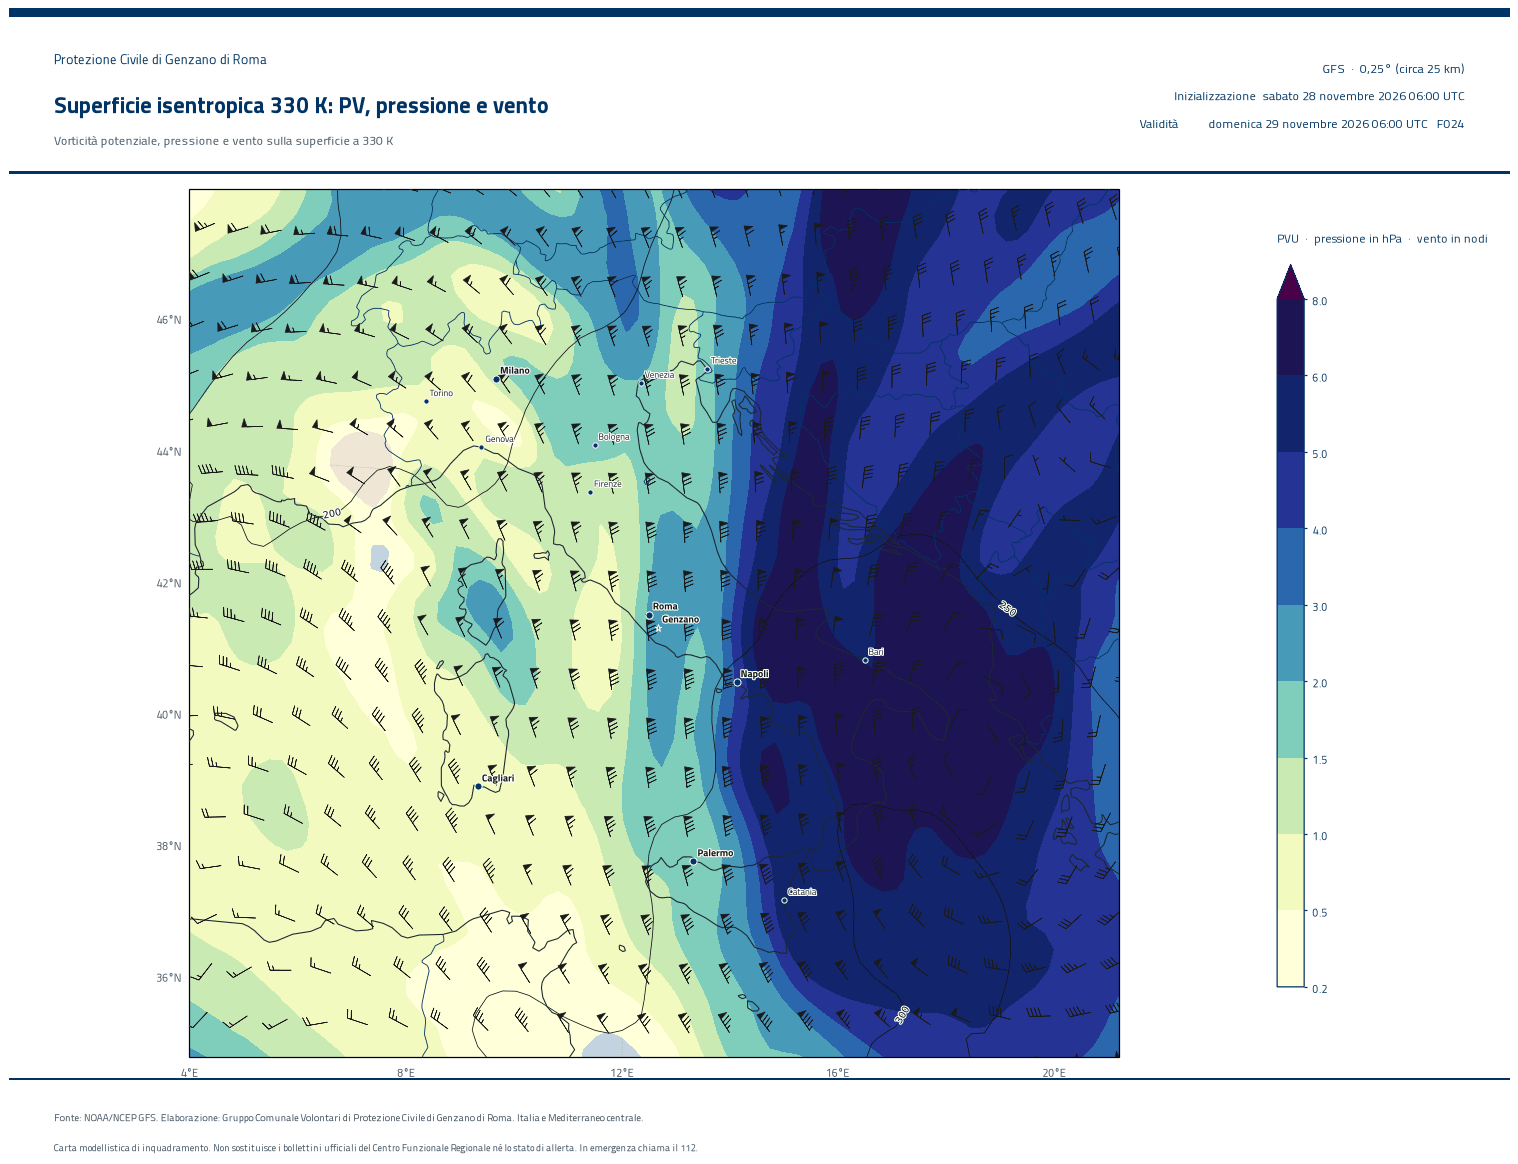 Protezione Civile di Genzano di Roma
Superficie isentropica 330 K: PV, pressione e vento
Vorticità potenziale, pressione e vento sulla superficie a 330 K
GFS · 0,25° (circa 25 km)
Inizializzazione sabato 28 novembre 2026 06:00 UTC
Validità domenica 29 novembre 2026 06:00 UTC F024
PVU · pressione in hPa · vento in nodi
8.0
6.0
5.0
4.0
3.0
2.0
1.5
1.0
0.5
0.2
46°N
44°N
42°N
40°N
38°N
36°N
4°E
8°E
12°E
16°E
20°E
Trieste
Milano
Venezia
Torino
Genova
Bologna
Firenze
200
Roma
Genzano
250
Bari
Napoli
Cagliari
Palermo
Catania
300
Fonte: NOAA/NCEP GFS. Elaborazione: Gruppo Comunale Volontari di Protezione Civile di Genzano di Roma. Italia e Mediterraneo centrale.
Carta modellistica di inquadramento. Non sostituisce i bollettini ufficiali del Centro Funzionale Regionale né lo stato di allerta. In emergenza chiama il 112.